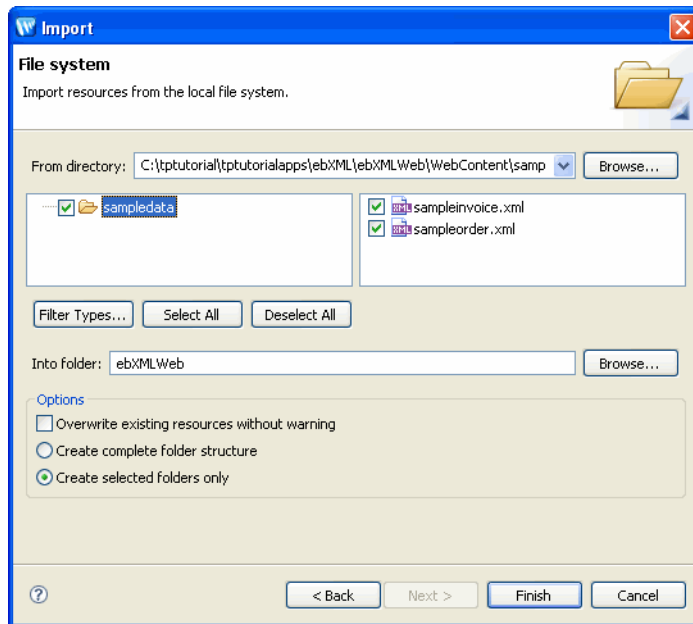 Import
File system
Import resources from the local file system.
From directory: C:\tptutorial\tptutorialapps\ebXML\ebXMLWeb\WebContent\samp Browse...
sampledata
sampleinvoice.xml
sampleorder.xml
Filter Types... Select All Deselect All
Into folder: ebXMLWeb Browse...
Options
Overwrite existing resources without warning
Create complete folder structure
Create selected folders only
? < Back Next > Finish Cancel